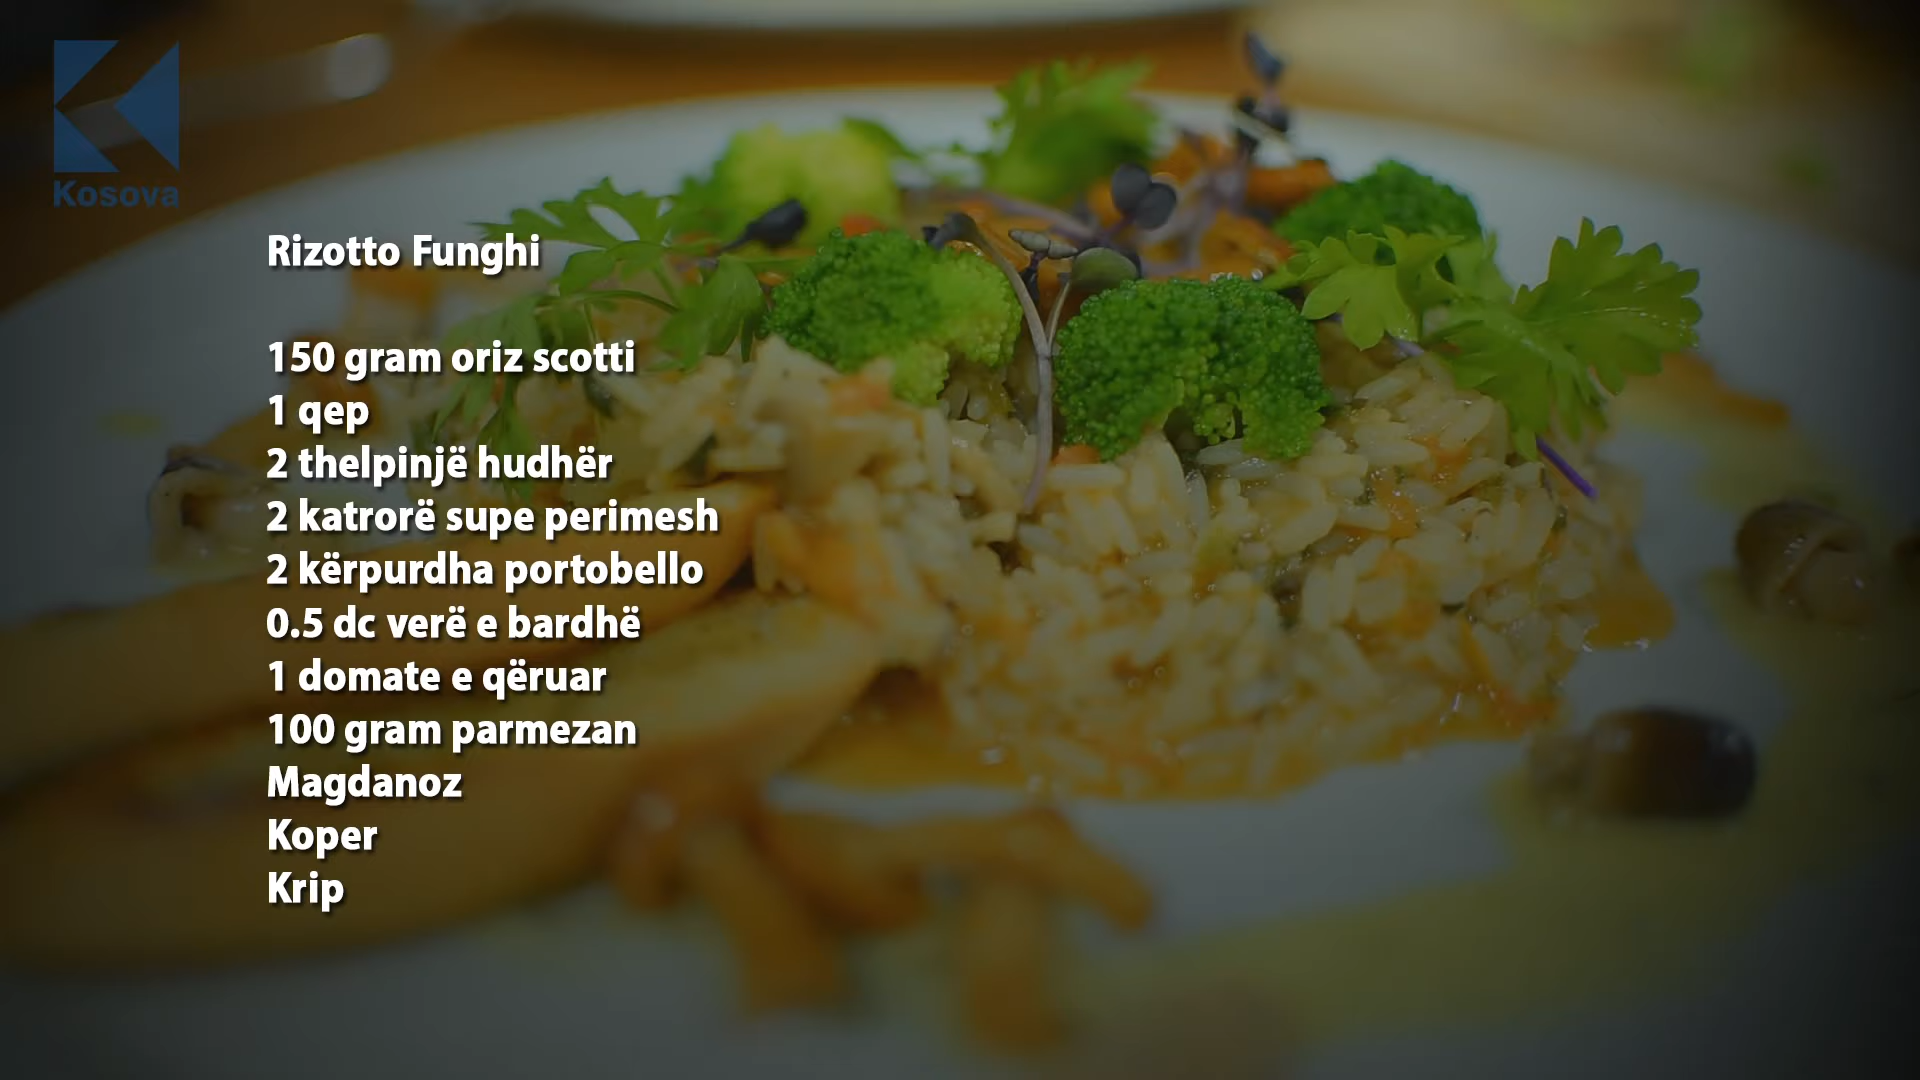 Kosova
Rizotto Funghi
150 gram oriz scotti
1 qep
2 thelpinjë hudhër
2 katrorë supe perimesh
2 kërpurdha portobello
0.5 dc verë e bardhë
1 domate e qëruar
100 gram parmezan
Magdanoz
Koper
Krip